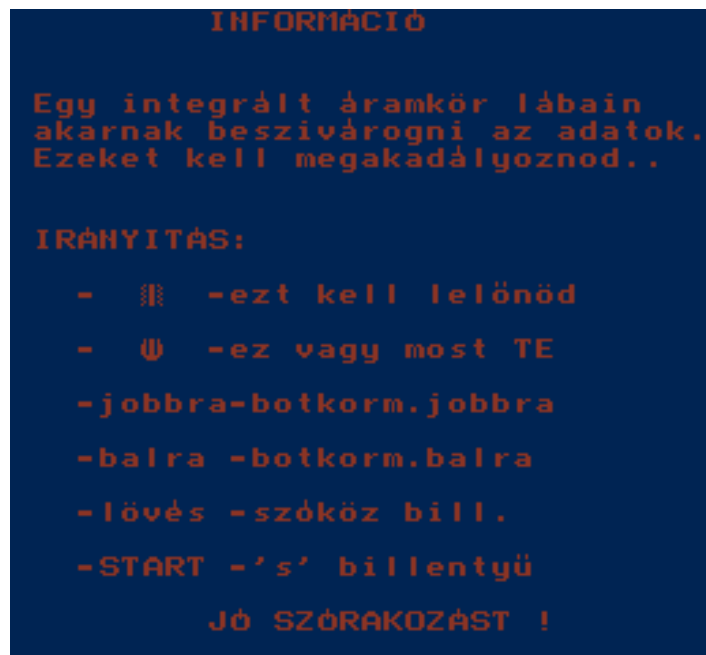 INFORMÁCIÓ
Egy integrált áramkör lábain
akarnak beszivárogni az adatok.
Ezeket kell megakadályoznod..
IRÁNYITÁS:
- -ezt kell lelőnöd
- -ez vagy most TE
-jobbra-botkorm.jobbra
-balra -botkorm.balra
-lövés -szóköz bill.
-START -'s' billentyü
JÓ SZÓRAKOZÁST !